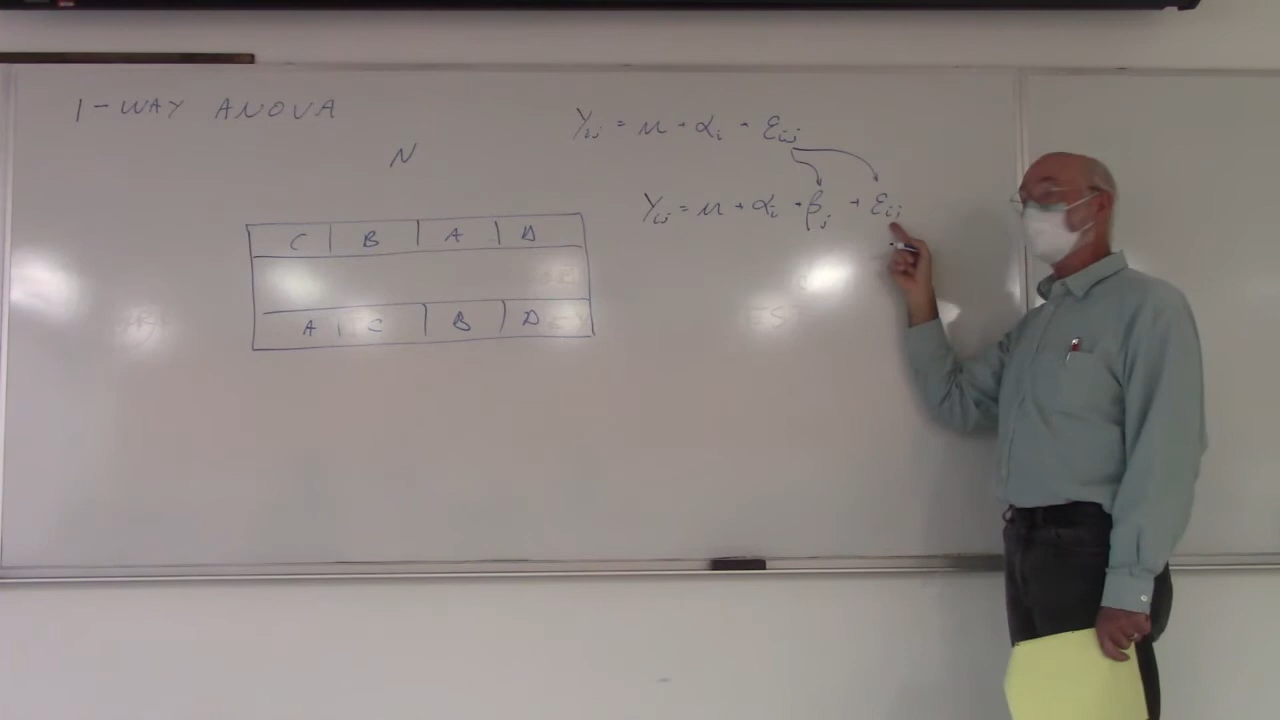 1-WAY ANOVA
N
Yij = μ + αi + εij
Yij = μ + αi + βj + εij
C B A D
A C B D